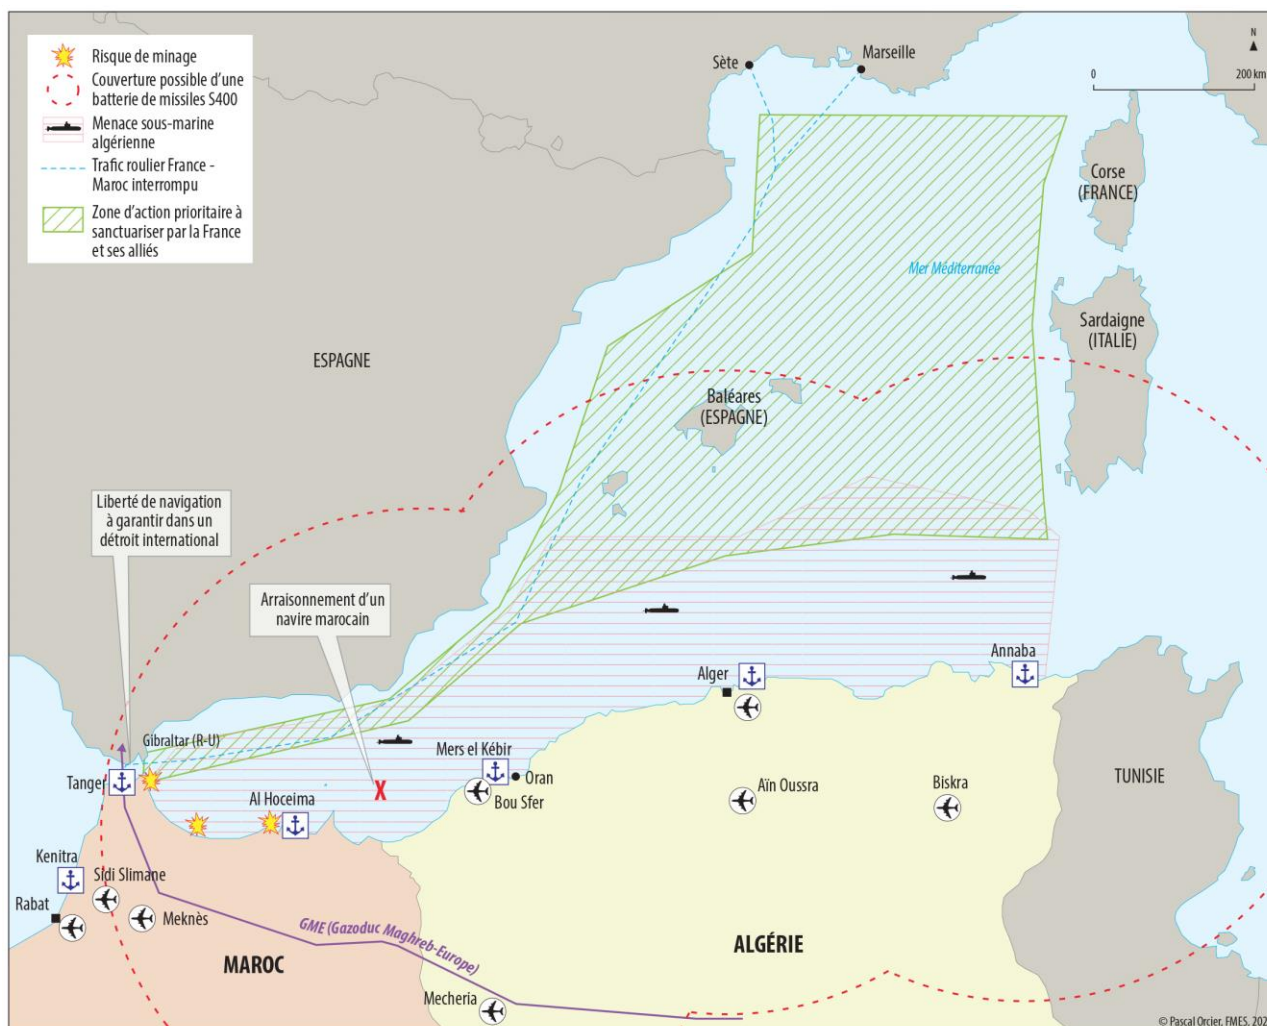 Risque de minage
Couverture possible d'une
batterie de missiles S400
Menace sous-marine
algérienne
Trafic roulier France -
Maroc interrompu
Zone d'action prioritaire à
sanctuariser par la France
et ses alliés
Sète
Marseille
N
0
200 km
Corse
(FRANCE)
Mer Méditerranée
Sardaigne
(ITALIE)
ESPAGNE
Baléares
(ESPAGNE)
Liberté de navigation
à garantir dans un
détroit international
Arraisonnement d'un
navire marocain
Annaba
Alger
Gibraltar (R-U)
Mers el Kébir
Tanger
Oran
Bou Sfer
Aïn Oussra
Biskra
TUNISIE
Al Hoceima
Kenitra
Sidi Slimane
Rabat
Meknès
GME (Gazoduc Maghreb-Europe)
MAROC
ALGÉRIE
Mecheria
© Pascal Orcier, FMES, 202